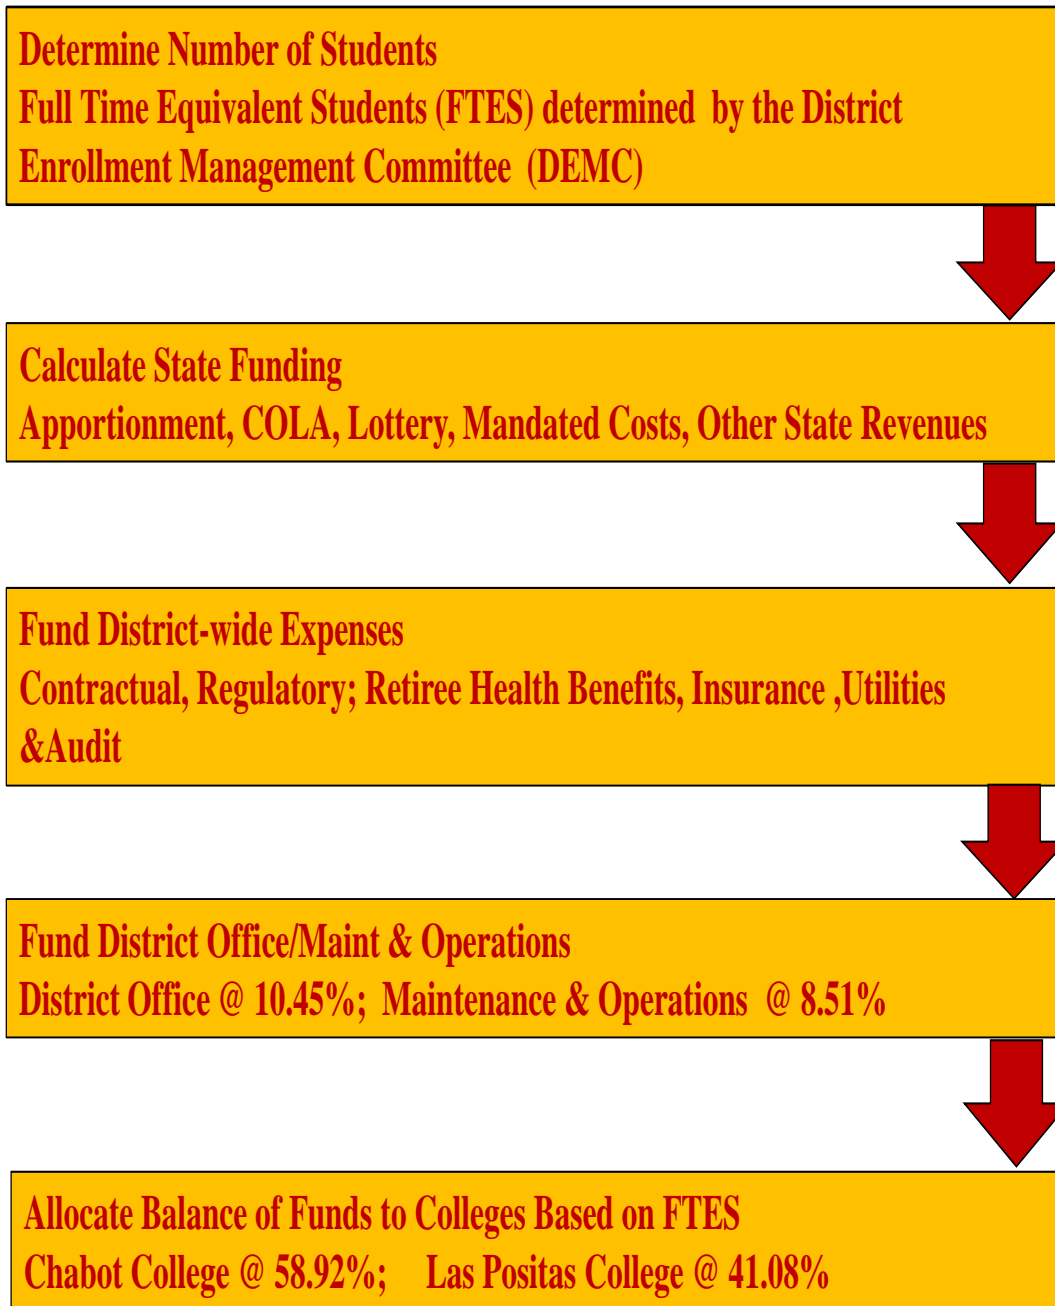 Determine Number of Students
Full Time Equivalent Students (FTES) determined  by the District
Enrollment Management Committee  (DEMC)
Calculate State Funding
Apportionment, COLA, Lottery, Mandated Costs, Other State Revenues
Fund District-wide Expenses
Contractual, Regulatory; Retiree Health Benefits, Insurance ,Utilities
&Audit
Fund District Office/Maint & Operations
District Office @ 10.45%;  Maintenance & Operations  @ 8.51%
Allocate Balance of Funds to Colleges Based on FTES
Chabot College @ 58.92%;    Las Positas College @ 41.08%